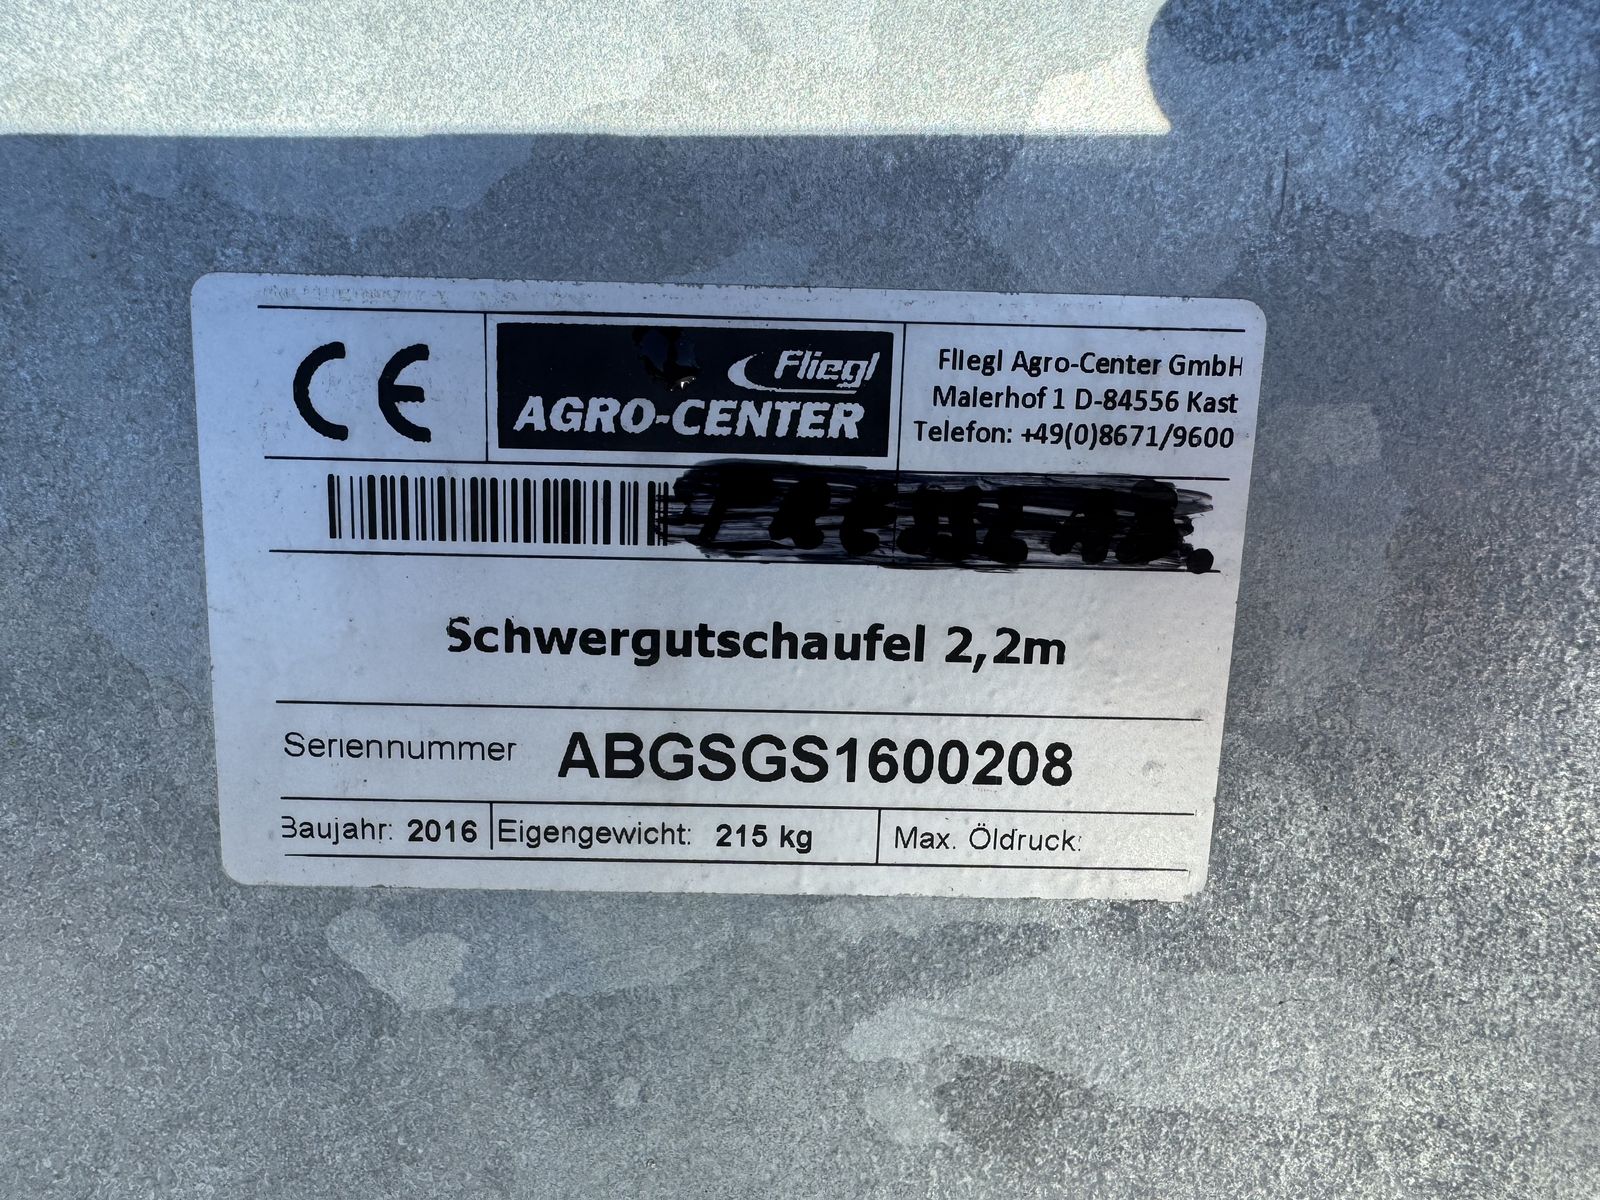 CE
Fliegl
AGRO-CENTER
Fliegl Agro-Center GmbH
Maierhof 1 D-84556 Kast
Telefon: +49(0)8671/9600
Schwergutschaufel 2,2m
Seriennummer ABGSGS1600208
Baujahr: 2016 Eigengewicht: 215 kg Max. Öldruck: